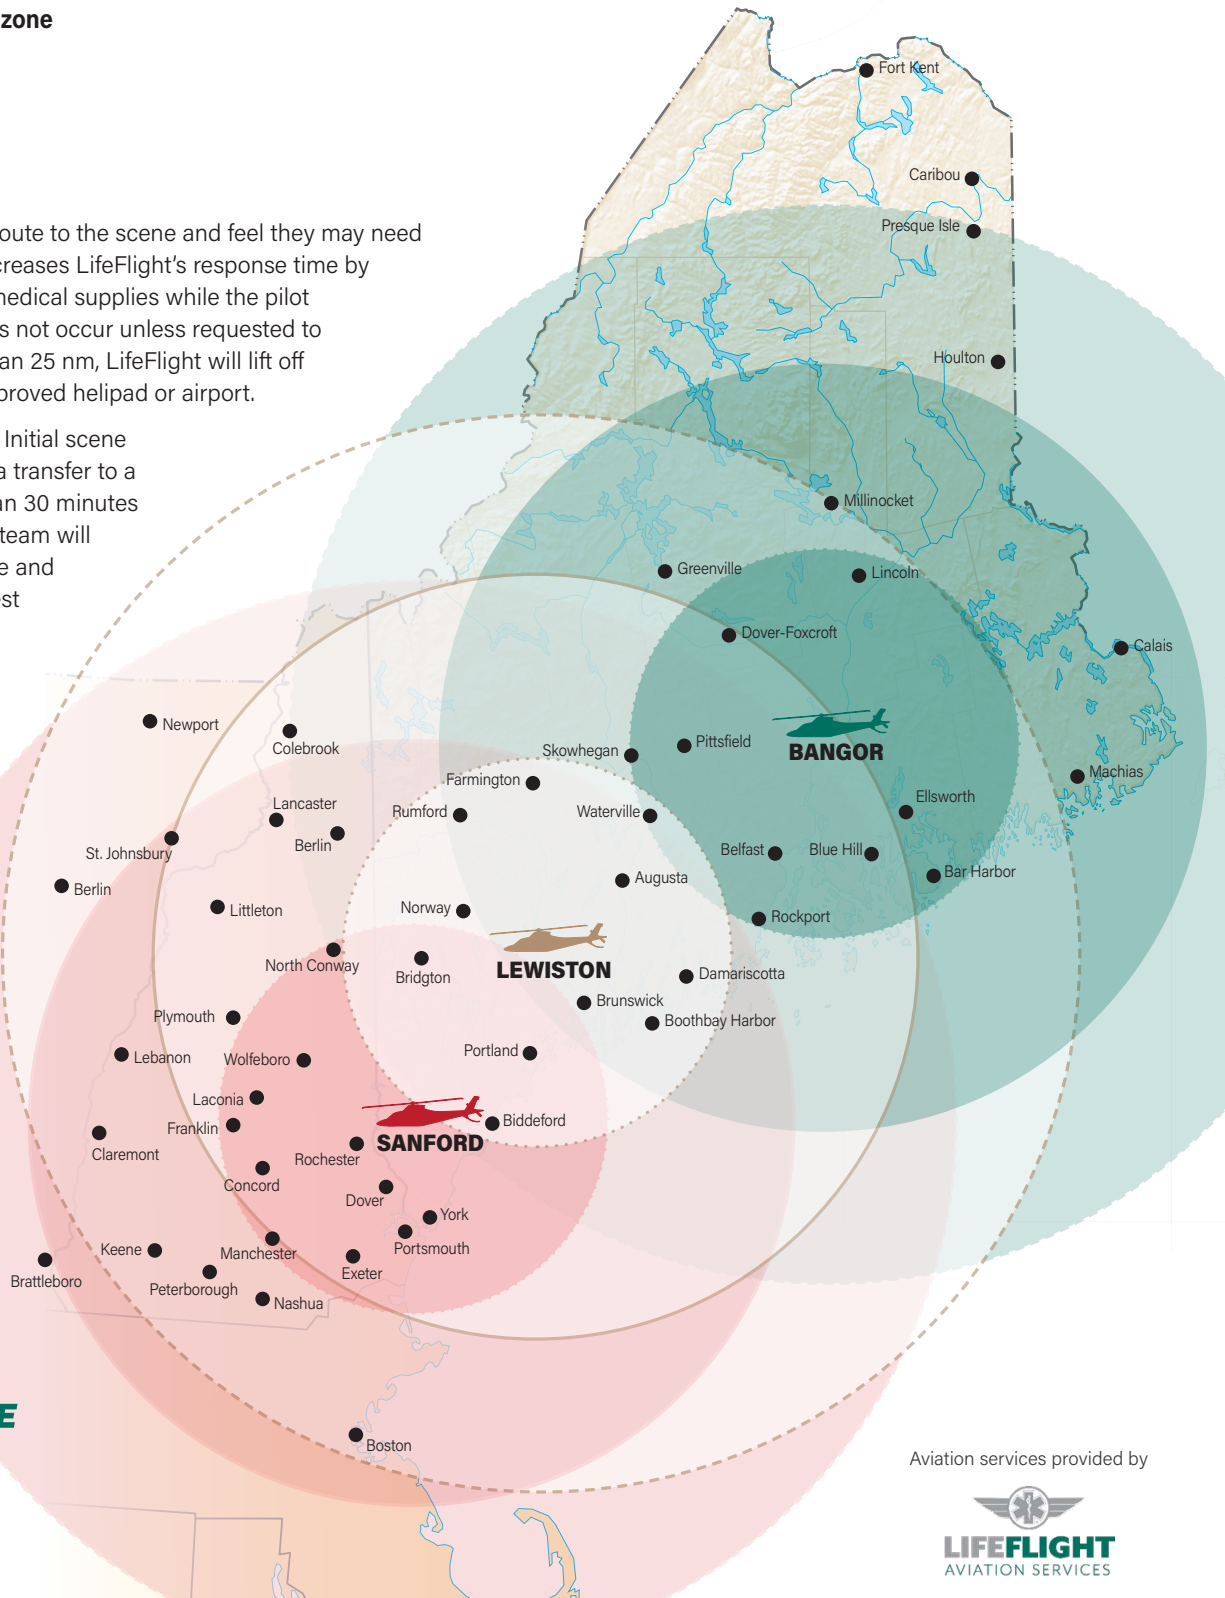 zone
oute to the scene and feel they may need
creases LifeFlight's response time by
medical supplies while the pilot
s not occur unless requested to
an 25 nm, LifeFlight will lift off
proved helipad or airport.
Initial scene
a transfer to a
an 30 minutes
team will
e and
est
Fort Kent
Caribou
Presque Isle
Houlton
Millinocket
Greenville
Lincoln
Dover-Foxcroft
Calais
Newport
Colebrook
Skowhegan
Pittsfield
BANGOR
Farmington
Machias
Lancaster
Rumford
Waterville
Ellsworth
Berlin
St. Johnsbury
Belfast
Blue Hill
Bar Harbor
Berlin
Augusta
Littleton
Norway
Rockport
North Conway
Bridgton
LEWISTON
Damariscotta
Brunswick
Plymouth
Boothbay Harbor
Lebanon
Wolfeboro
Portland
Laconia
Franklin
Biddeford
SANFORD
Claremont
Rochester
Concord
Dover
York
Keene
Manchester
Portsmouth
Brattleboro
Peterborough
Exeter
Nashua
E
Boston
Aviation services provided by
LIFEFLIGHT
AVIATION SERVICES